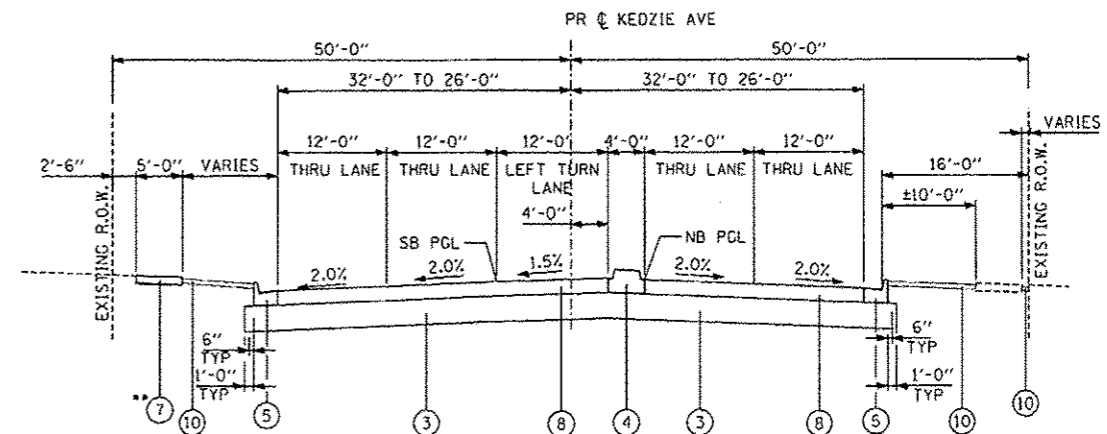 PR ℄ KEDZIE AVE
50'-0" 50'-0"
32'-0" TO 26'-0" 32'-0" TO 26'-0"
VARIES
2'-6" 5'-0" VARIES 12'-0" 12'-0" 12'-0" 4'-0" 12'-0" 12'-0" 16'-0"
THRU LANE THRU LANE LEFT TURN LANE THRU LANE THRU LANE
±10'-0"
4'-0"
EXISTING R.O.W. SB PGL NB PGL EXISTING R.O.W.
2.0% 2.0% 1.5% 2.0% 2.0%
6" TYP 6" TYP
1'-0" TYP 1'-0" TYP
** 7 10 5 3 8 4 3 8 6 10 10